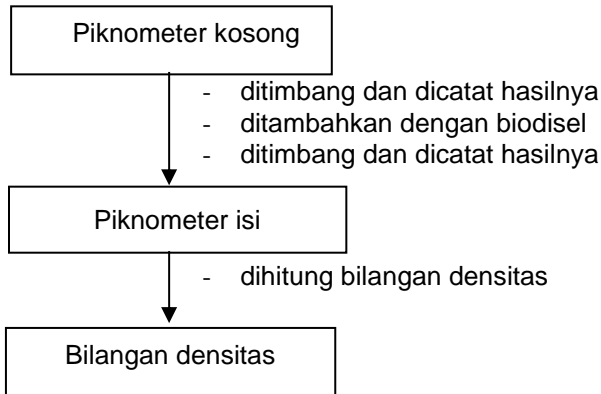 Piknometer kosong
- ditimbang dan dicatat hasilnya
- ditambahkan dengan biodisel
- ditimbang dan dicatat hasilnya
Piknometer isi
- dihitung bilangan densitas
Bilangan densitas